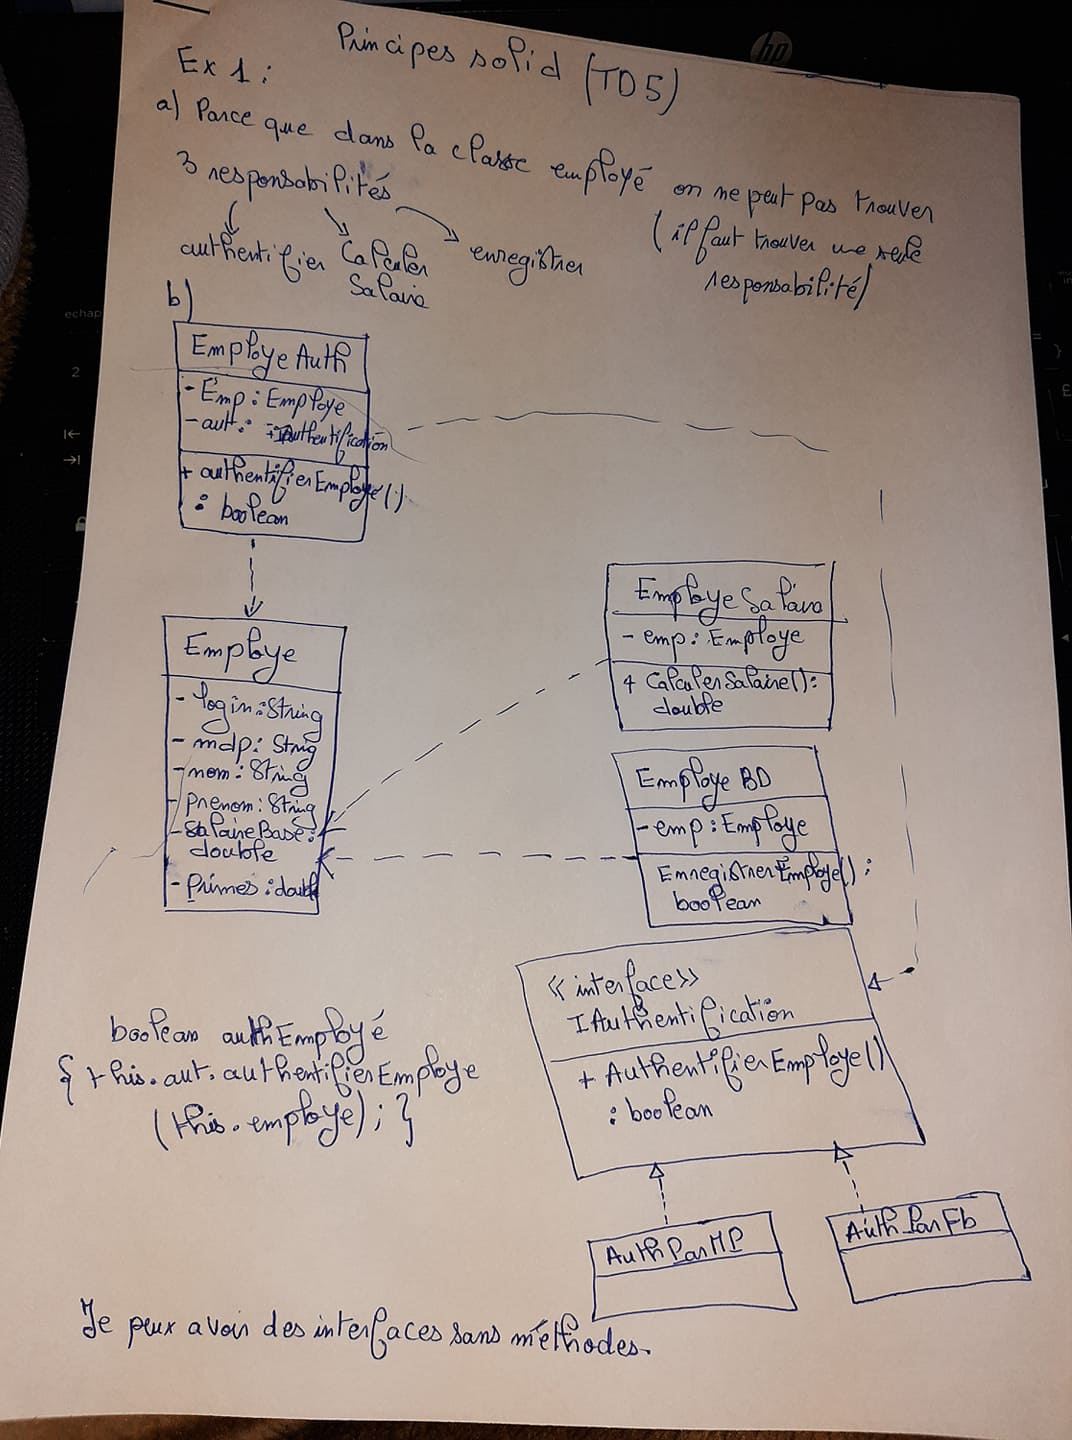 Principes solid (TD5)
Ex 1 :
a) Parce que dans la classe employé on ne peut pas trouver
3 responsabilités
(il faut trouver une seule
responsabilité)
authentifier
Calculer
Salaire
enregistrer
b)
EmployeAuth
- Emp : Employe
- aut : IAuthentification
+ authentifierEmploye()
: boolean
Employe
- login : String
- mdp : String
- nom : String
- prenom : String
- SalaireBase :
double
- Primes : double
EmployeSalaire
- emp : Employe
+ CalculerSalaire() :
double
Employe BD
- emp : Employe
EnregistrerEmploye() :
boolean
<<interface>>
IAuthentification
+ AuthentifierEmploye()
: boolean
AuthParMP
Auth ParFb
boolean authEmployé
{ this.aut.authentifierEmploye
(this.employe); }
Je peux avoir des interfaces sans méthodes.
hp
echap
2